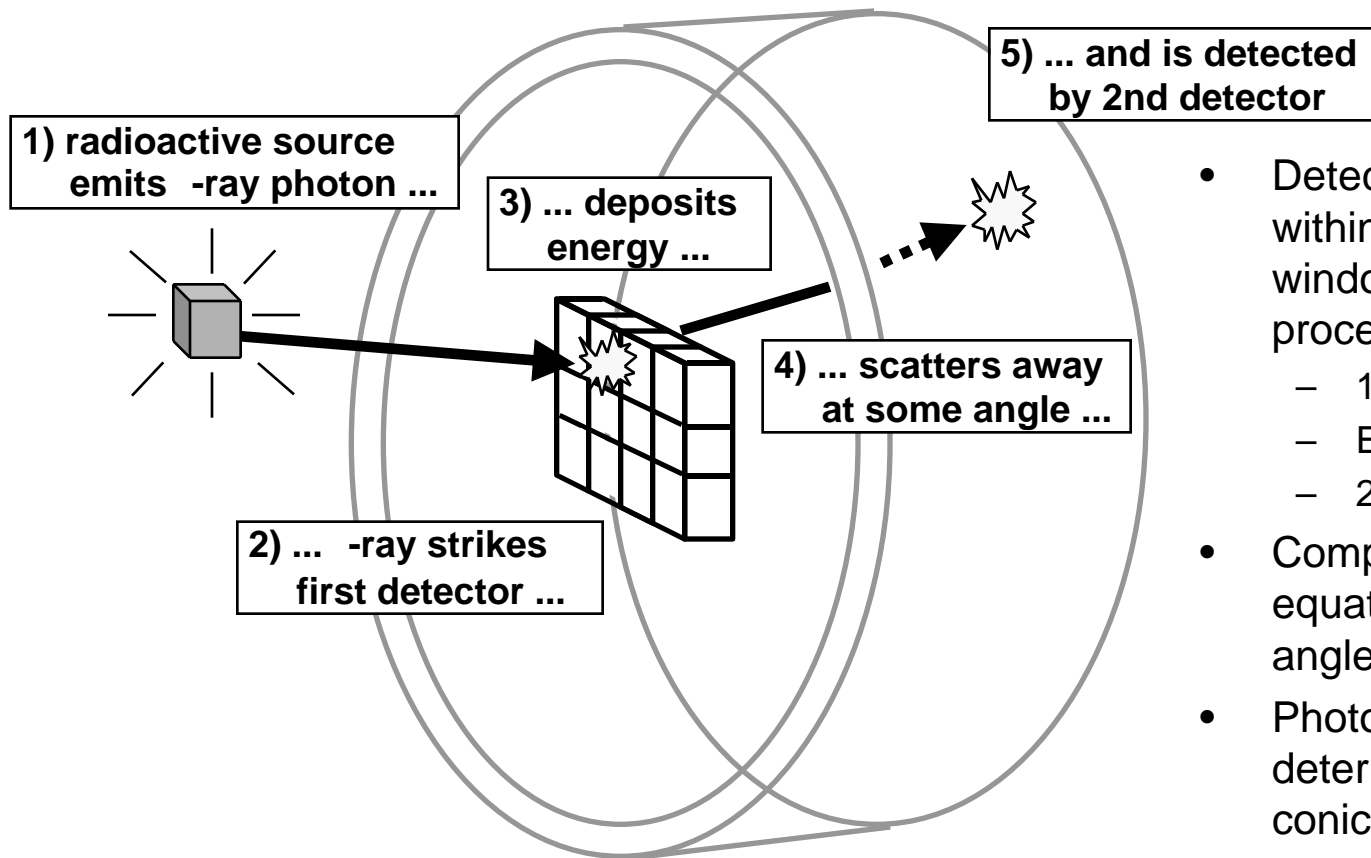 1) radioactive source
emits -ray photon ...
2) ... -ray strikes
first detector ...
3) ... deposits
energy ...
4) ... scatters away
at some angle ...
5) ... and is detected
by 2nd detector
• Detec
within
windo
proce
– 1
– E
– 2
• Comp
equat
angle
• Photo
deter
conic